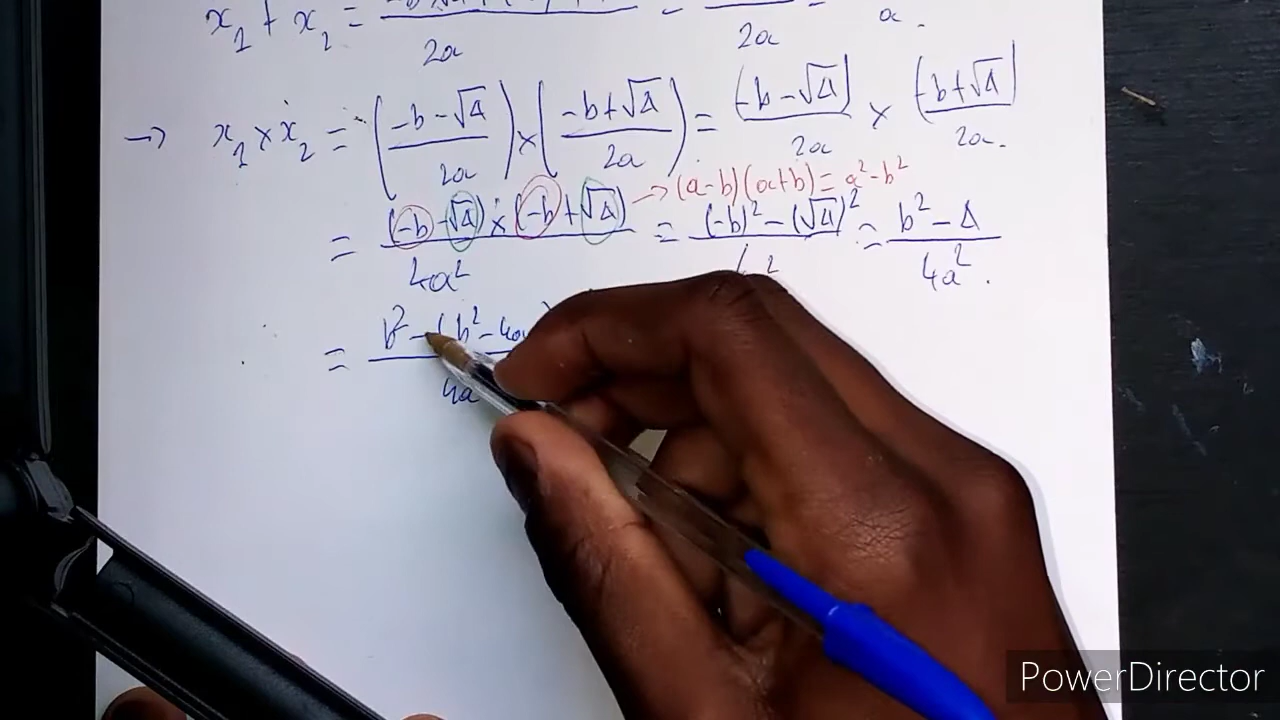 x₁ + x₂ = 2a 2a a.
→ x₁ × x₂ = (-b - √Δ / 2a) × (-b + √Δ / 2a) = (-b - √Δ) / 2a × (-b + √Δ) / 2a.
→ (a-b)(a+b) = a² - b²
= (-b - √Δ) × (-b + √Δ) / 4a² = (-b)² - (√Δ)² / 4a² = b² - Δ / 4a².
= b² - (b² - 4a / 4a
PowerDirector